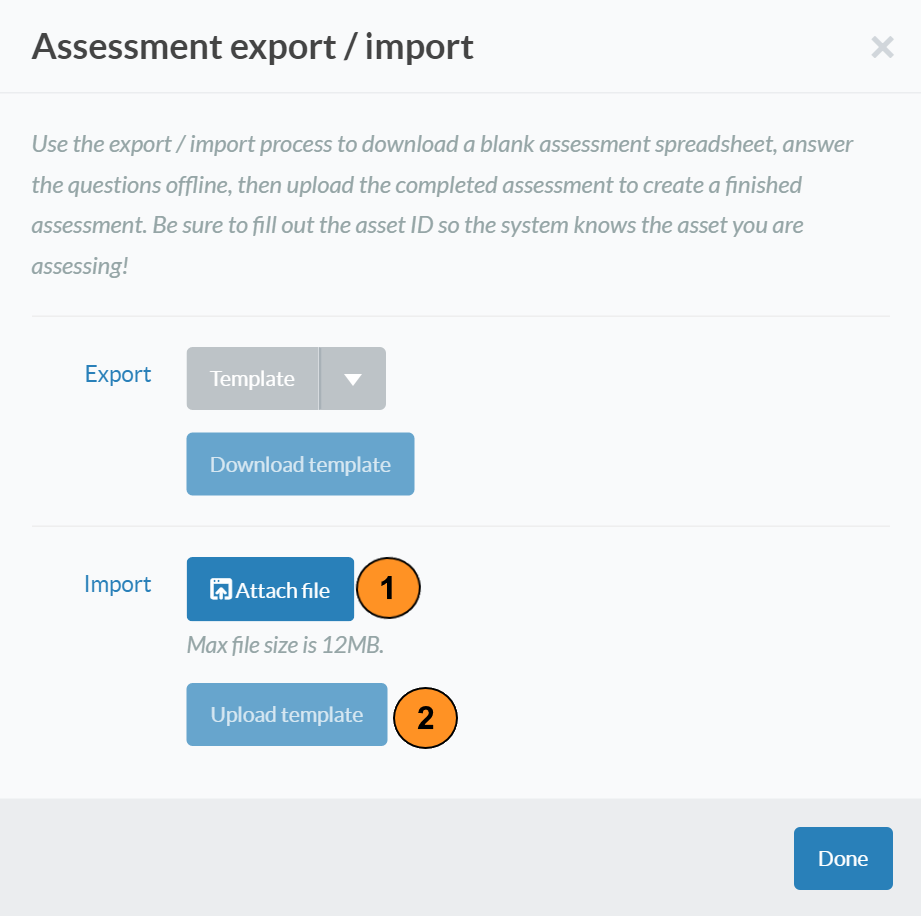 Assessment export / import
Use the export / import process to download a blank assessment spreadsheet, answer
the questions offline, then upload the completed assessment to create a finished
assessment. Be sure to fill out the asset ID so the system knows the asset you are
assessing!
Export
Template
Download template
Import
Attach file
1
Max file size is 12MB.
Upload template
2
Done